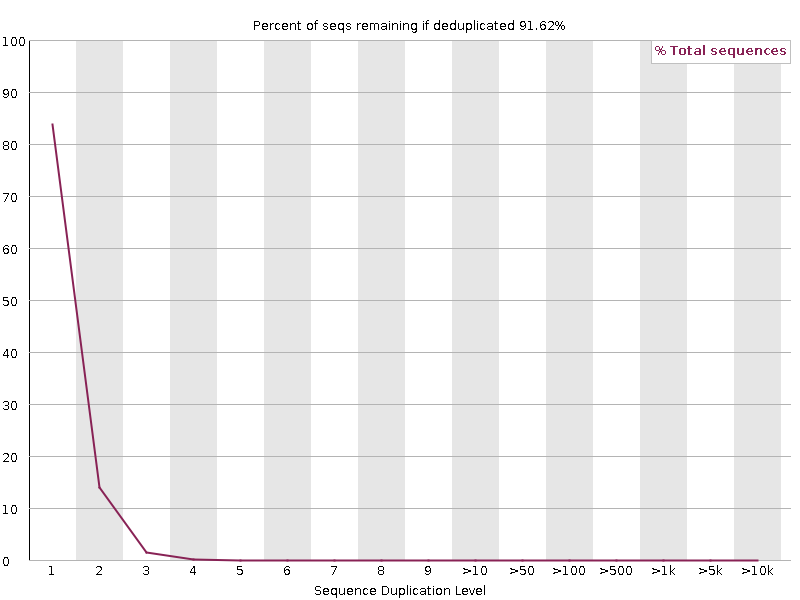 Percent of seqs remaining if deduplicated 91.62%
% Total sequences
100
90
80
70
60
50
40
30
20
10
0
1 2 3 4 5 6 7 8 9 >10 >50 >100 >500 >1k >5k >10k
Sequence Duplication Level